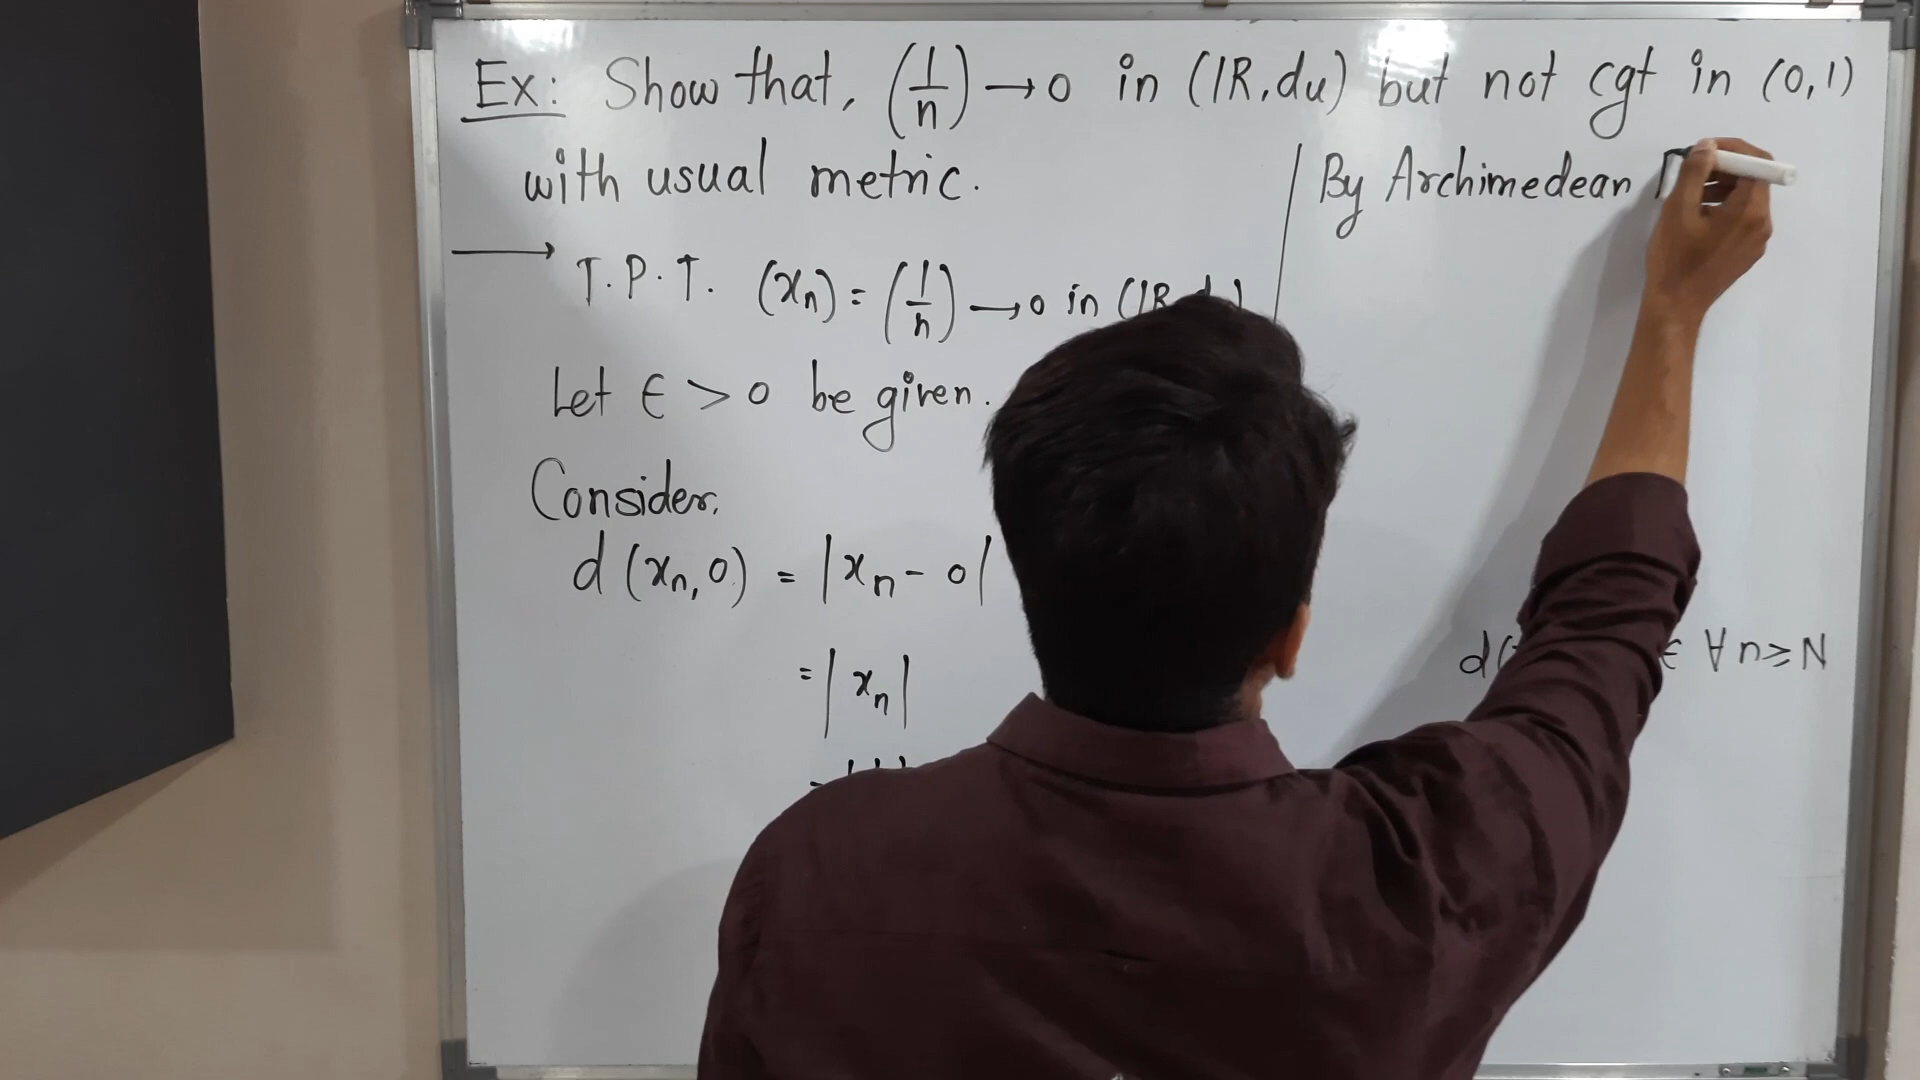 Ex: Show that, (1/n) → 0 in (IR, du) but not cgt in (0,1)
with usual metric.
→ T.P.T. (xn) = (1/n) → 0 in (IR
Let ∈ > 0 be given.
Consider,
d (xn, 0) = |xn - 0|
= |xn|
By Archimedean
∈ ∀ n ≥ N